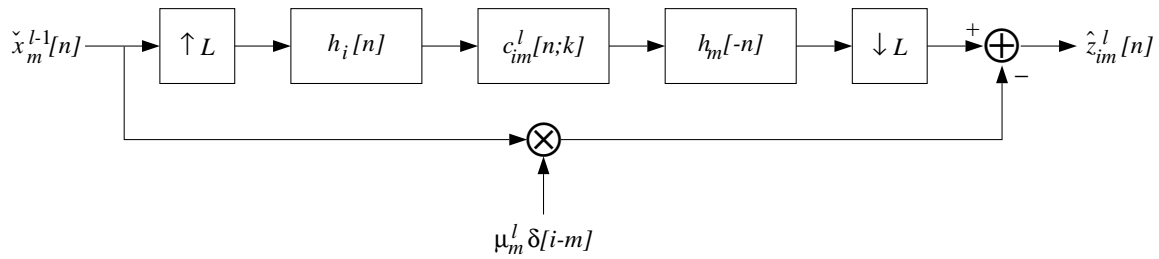 x̌_m^{l-1}[n] ↑ L h_i[n] c_{im}^l[n;k] h_m[-n] ↓ L + − ẑ_{im}^l[n]
μ_m^l δ[i-m]